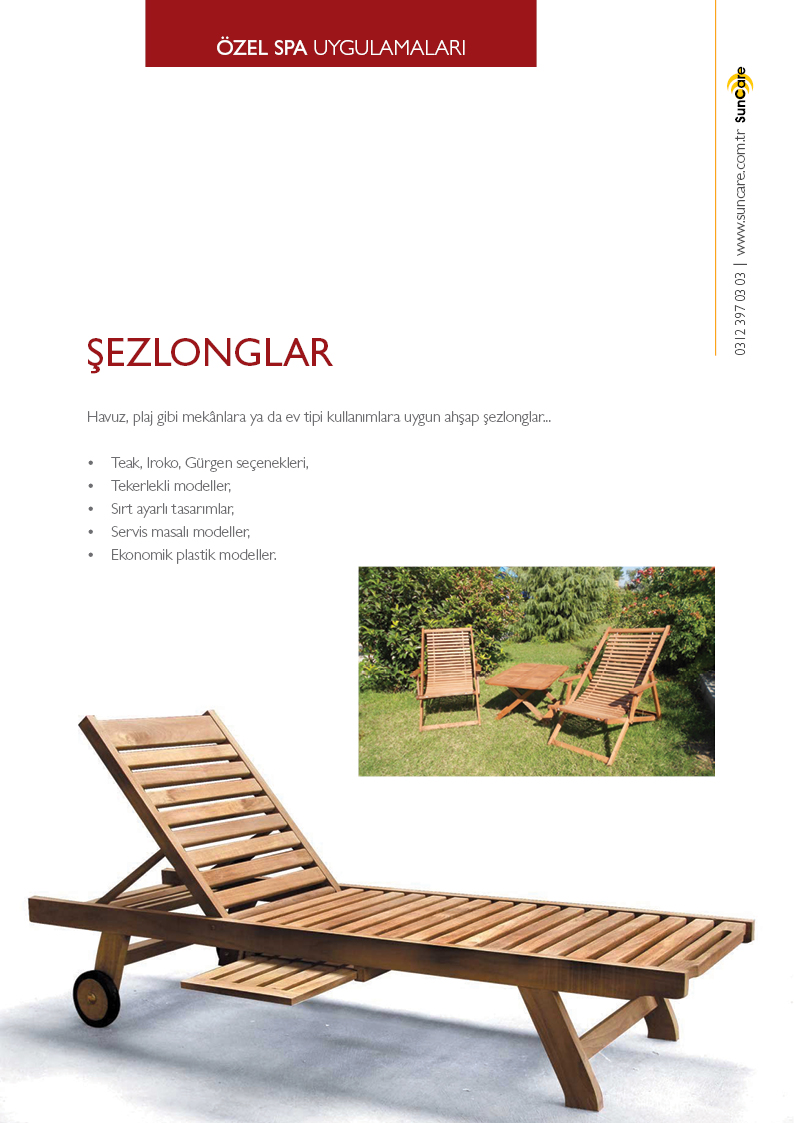 ÖZEL SPA UYGULAMALARI
0312 397 03 03 | www.suncare.com.tr SunCare
ŞEZLONGLAR
Havuz, plaj gibi mekânlara ya da ev tipi kullanımlara uygun ahşap şezlonglar...
• Teak, Iroko, Gürgen seçenekleri,
• Tekerlekli modeller,
• Sırt ayarlı tasarımlar,
• Servis masalı modeller,
• Ekonomik plastik modeller.